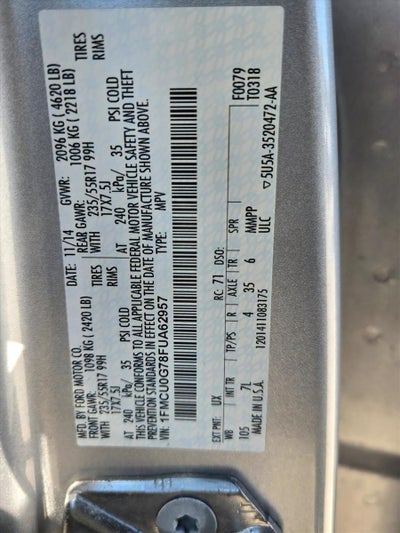 MFD. BY FORD MOTOR CO.
DATE: 11/14 GVWR: 2096 KG ( 4620 LB)
FRONT GAWR: 1098 KG (2420 LB) REAR GAWR: 1006 KG ( 2218 LB)
WITH 235/55R17 99H TIRES WITH 235/55R17 99H TIRES
17X7.5J RIMS 17X7.5J RIMS
AT 240 kPa/ 35 PSI COLD AT 240 kPa/ 35 PSI COLD
THIS VEHICLE CONFORMS TO ALL APPLICABLE FEDERAL MOTOR VEHICLE SAFETY AND THEFT
PREVENTION STANDARDS IN EFFECT ON THE DATE OF MANUFACTURE SHOWN ABOVE.
VIN: 1FMCU0G78FUA62957
TYPE: MPV
F0079
T0318
EXT PNT: UX RC: 71 DSO:
WB INT TR TP/PS R AXLE TR SPR
105 7L 4 35 6 MMPP
ULC
MADE IN U.S.A. 1201411083175
▽5U5A-3520472-AA